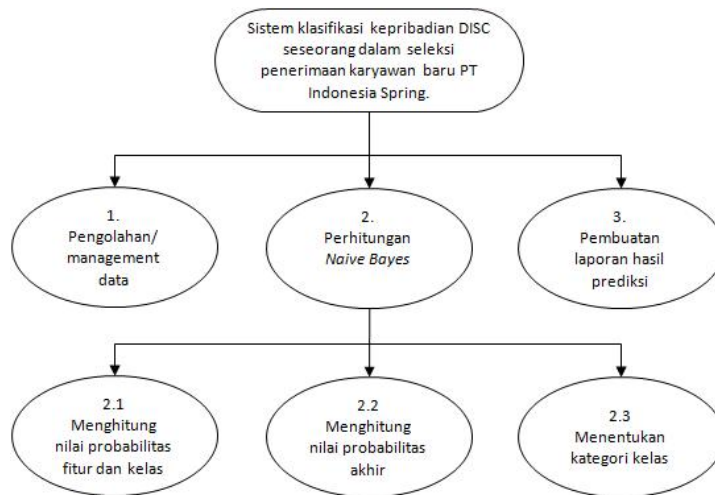 Sistem klasifikasi kepribadian DISC
seseorang dalam seleksi
penerimaan karyawan baru PT
Indonesia Spring.
1.
Pengolahan/
management
data
2.
Perhitungan
Naive Bayes
3.
Pembuatan
laporan hasil
prediksi
2.1
Menghitung
nilai probabilitas
fitur dan kelas
2.2
Menghitung
nilai probabilitas
akhir
2.3
Menentukan
kategori kelas